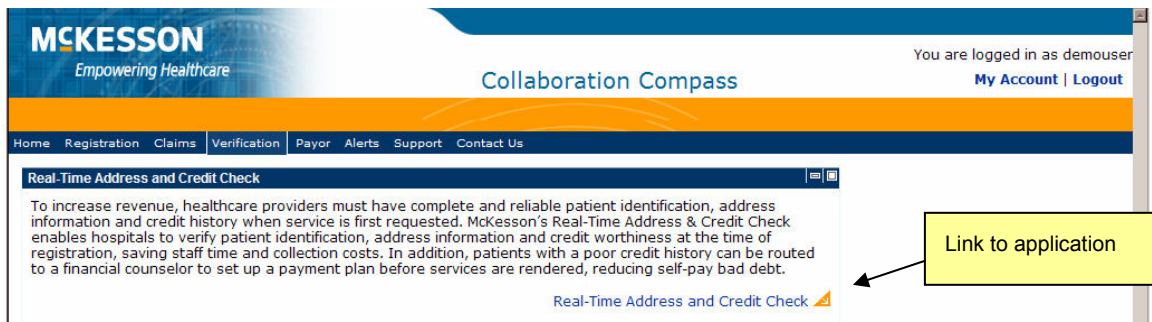 MCKESSON
Empowering Healthcare
You are logged in as demouser
Collaboration Compass
My Account | Logout
Home Registration Claims Verification Payor Alerts Support Contact Us
Real-Time Address and Credit Check
To increase revenue, healthcare providers must have complete and reliable patient identification, address
information and credit history when service is first requested. McKesson's Real-Time Address & Credit Check
enables hospitals to verify patient identification, address information and credit worthiness at the time of
registration, saving staff time and collection costs. In addition, patients with a poor credit history can be routed
to a financial counselor to set up a payment plan before services are rendered, reducing self-pay bad debt.
Link to application
Real-Time Address and Credit Check